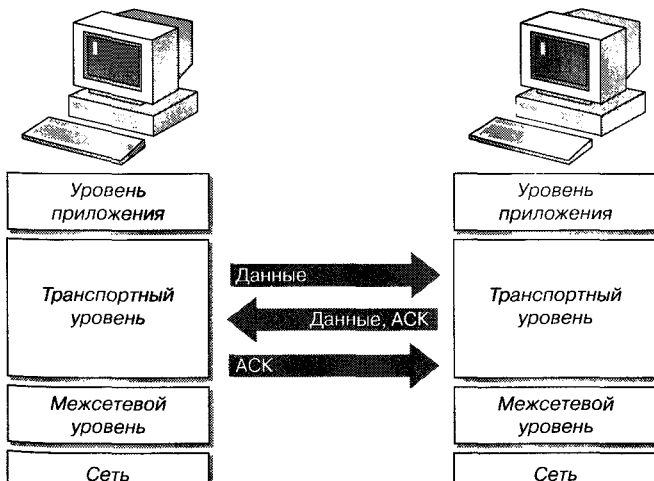 Уровень
приложения
Уровень
приложения
Данные
Транспортный
уровень
Данные, АСК
Транспортный
уровень
АСК
Межсетевой
уровень
Межсетевой
уровень
Сеть
Сеть